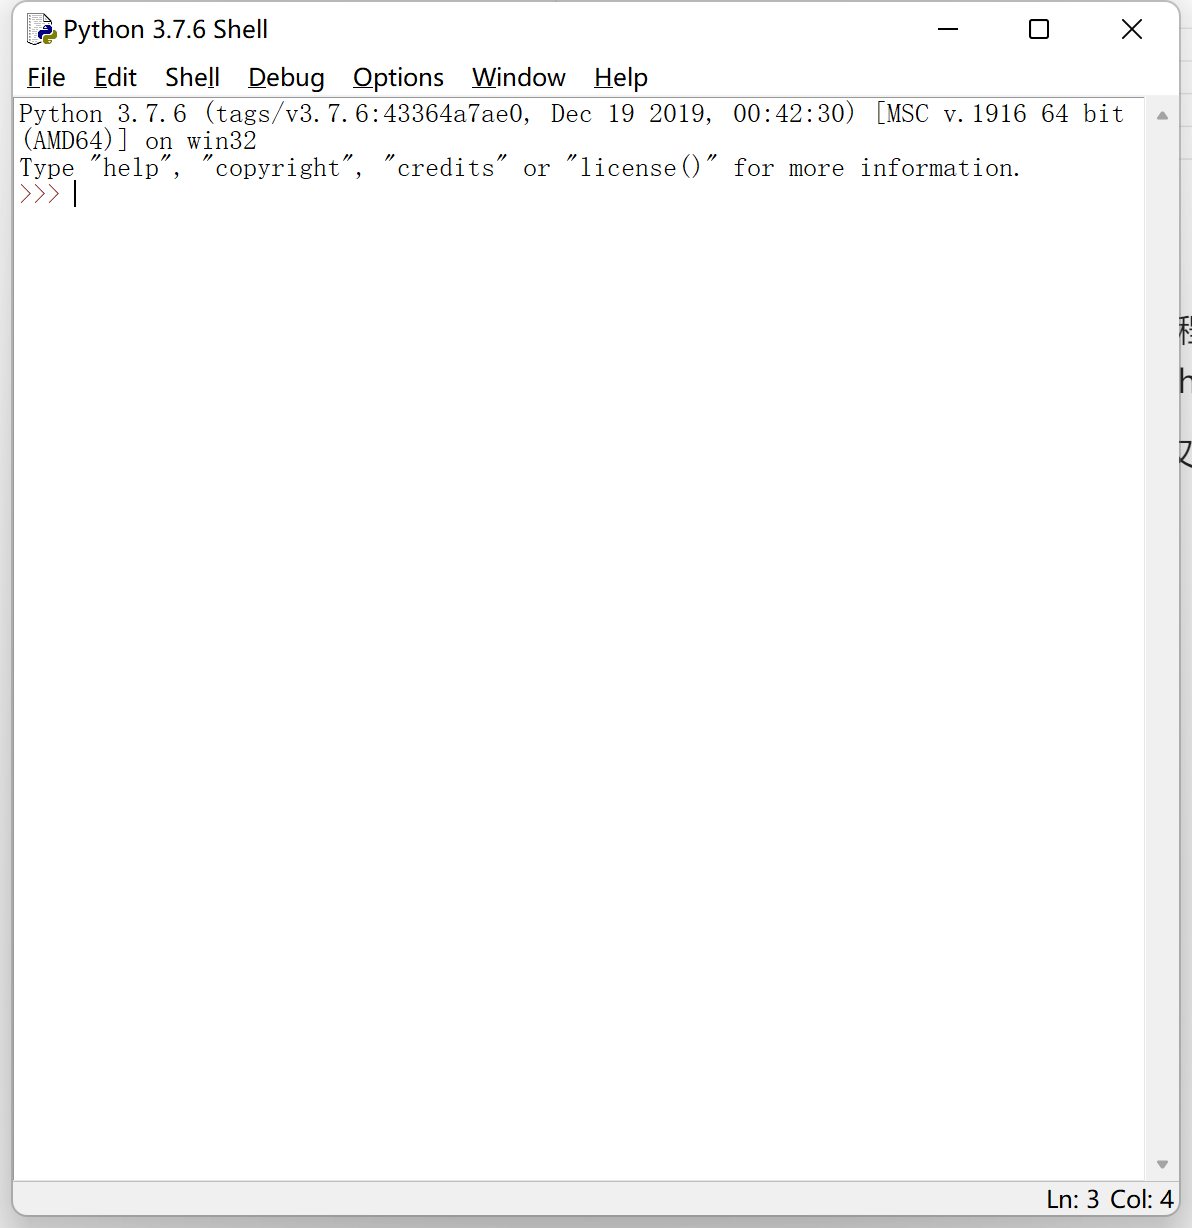 Python 3.7.6 Shell
File Edit Shell Debug Options Window Help
Python 3.7.6 (tags/v3.7.6:43364a7ae0, Dec 19 2019, 00:42:30) [MSC v.1916 64 bit
(AMD64)] on win32
Type "help", "copyright", "credits" or "license()" for more information.
>>>
Ln: 3 Col: 4